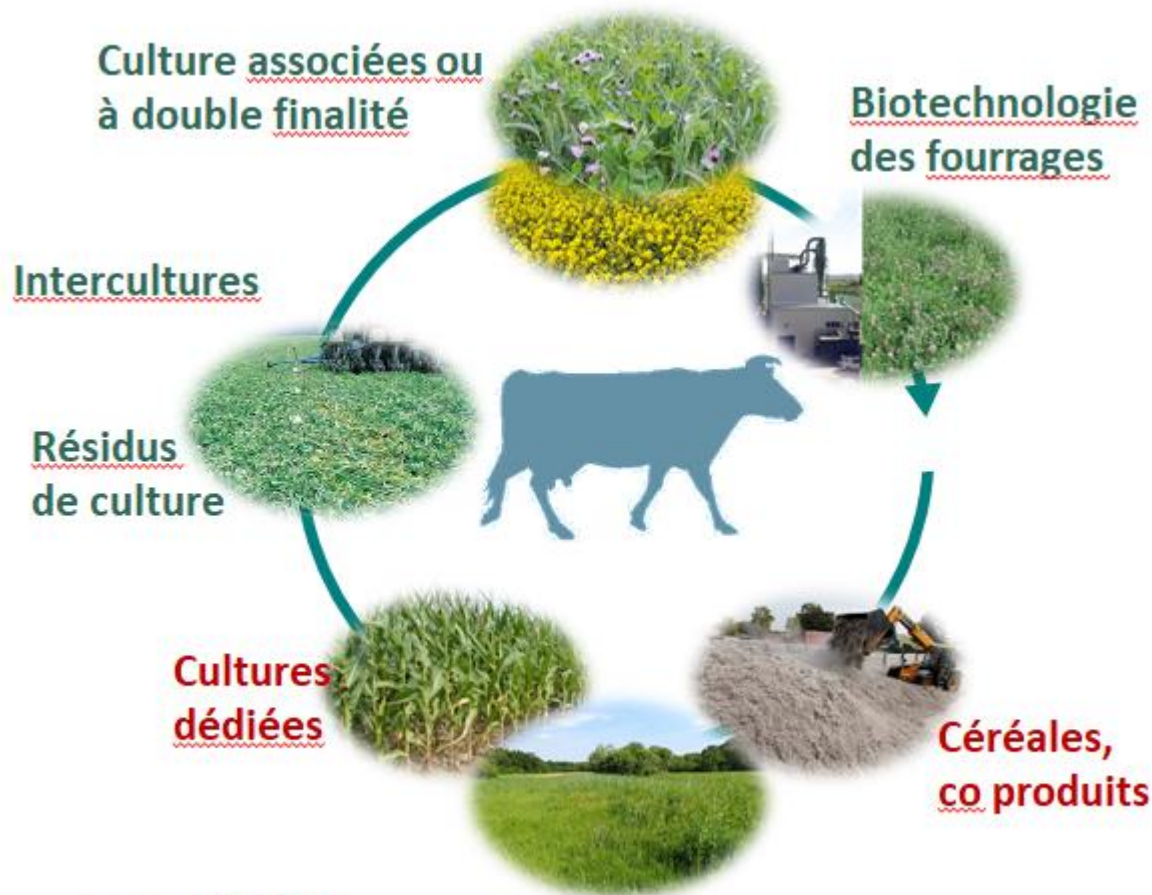 Culture associées ou
à double finalité
Biotechnologie
des fourrages
Intercultures
Résidus
de culture
Cultures
dédiées
Céréales,
co produits